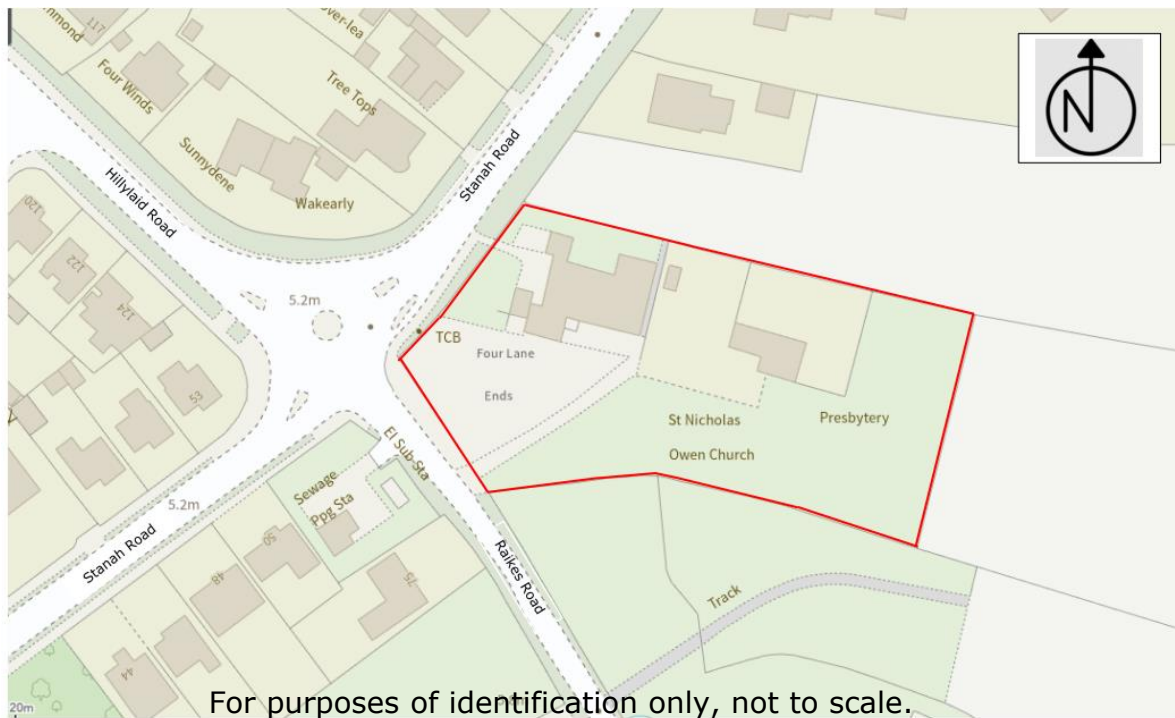 117
over-lea
Four Winds
Tree Tops
Sunnydene
Wakearly
Stanah Road
Hillylaid Road
N
120
122
124
5.2m
TCB
Four Lane
Ends
53
St Nicholas
Owen Church
Presbytery
El Sub Sta
Sewage
Ppg Sta
5.2m
Stanah Road
50
48
75
44
Raikes Road
Track
20m
For purposes of identification only, not to scale.